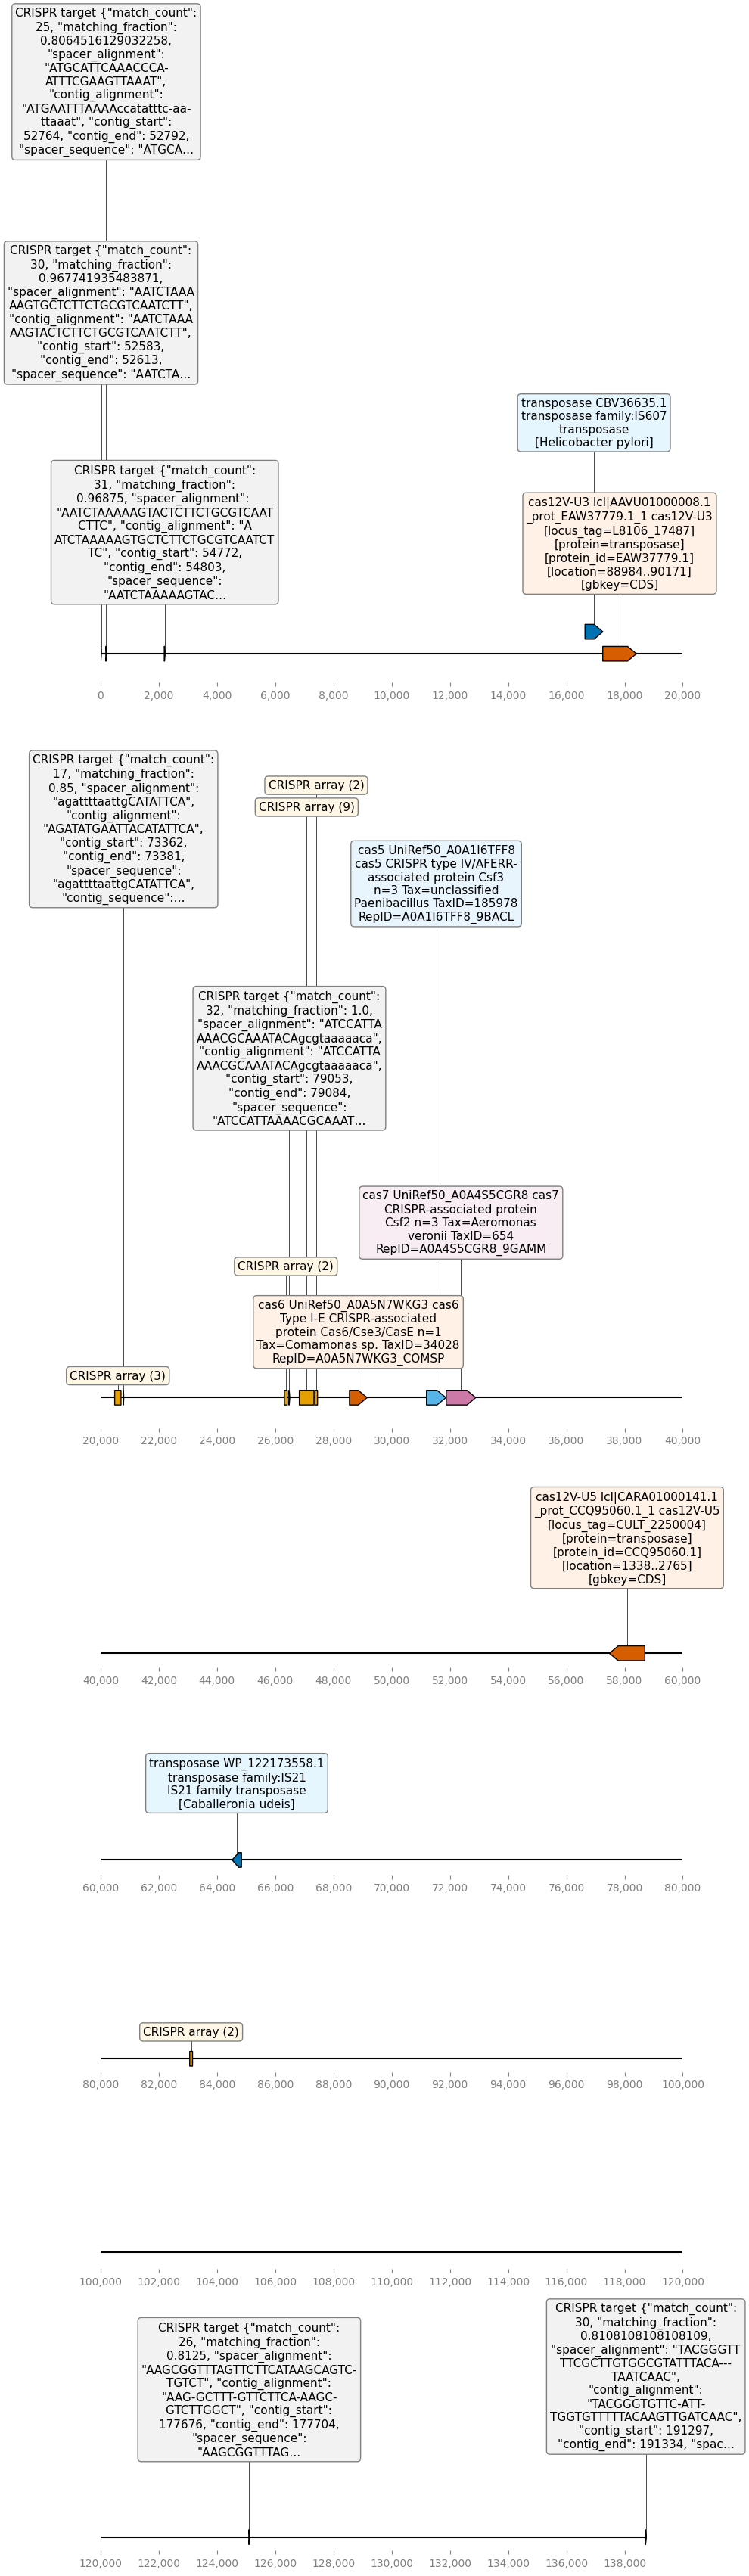 CRISPR target {"match_count":
25, "matching_fraction":
0.8064516129032258,
"spacer_alignment":
"ATGCATTCAAACCCA-
ATTTCGAAGTTAAAT",
"contig_alignment":
"ATGAATTTAAAAccatatttc-aa-
ttaaat", "contig_start":
52764, "contig_end": 52792,
"spacer_sequence": "ATGCA...
CRISPR target {"match_count":
30, "matching_fraction":
0.967741935483871,
"spacer_alignment": "AATCTAAA
AAGTGCTCTTCTGCGTCAATCTT",
"contig_alignment": "AATCTAAA
AAGTACTCTTCTGCGTCAATCTT",
"contig_start": 52583,
"contig_end": 52613,
"spacer_sequence": "AATCTA...
transposase CBV36635.1
transposase family:IS607
transposase
[Helicobacter pylori]
CRISPR target {"match_count":
31, "matching_fraction":
0.96875, "spacer_alignment":
"AATCTAAAAAGTACTCTTCTGCGTCAAT
CTTC", "contig_alignment": "A
ATCTAAAAAGTGCTCTTCTGCGTCAATCT
TC", "contig_start": 54772,
"contig_end": 54803,
"spacer_sequence":
"AATCTAAAAAGTAC...
cas12V-U3 lcl|AAVU01000008.1
_prot_EAW37779.1_1 cas12V-U3
[locus_tag=L8106_17487]
[protein=transposase]
[protein_id=EAW37779.1]
[location=88984..90171]
[gbkey=CDS]
0 2,000 4,000 6,000 8,000 10,000 12,000 14,000 16,000 18,000 20,000
CRISPR target {"match_count":
17, "matching_fraction":
0.85, "spacer_alignment":
"agattttaattgCATATTCA",
"contig_alignment":
"AGATATGAATTACATATTCA",
"contig_start": 73362,
"contig_end": 73381,
"spacer_sequence":
"agattttaattgCATATTCA",
"contig_sequence":...
CRISPR array (2)
CRISPR array (9)
cas5 UniRef50_A0A1I6TFF8
cas5 CRISPR type IV/AFERR-
associated protein Csf3
n=3 Tax=unclassified
Paenibacillus TaxID=185978
RepID=A0A1I6TFF8_9BACL
CRISPR target {"match_count":
32, "matching_fraction": 1.0,
"spacer_alignment": "ATCCATTA
AAACGCAAATACAgcgtaaaaaca",
"contig_alignment": "ATCCATTA
AAACGCAAATACAgcgtaaaaaca",
"contig_start": 79053,
"contig_end": 79084,
"spacer_sequence":
"ATCCATTAAAACGCAAAT...
cas7 UniRef50_A0A4S5CGR8 cas7
CRISPR-associated protein
Csf2 n=3 Tax=Aeromonas
veronii TaxID=654
RepID=A0A4S5CGR8_9GAMM
CRISPR array (2)
cas6 UniRef50_A0A5N7WKG3 cas6
Type I-E CRISPR-associated
protein Cas6/Cse3/CasE n=1
Tax=Comamonas sp. TaxID=34028
RepID=A0A5N7WKG3_COMSP
CRISPR array (3)
20,000 22,000 24,000 26,000 28,000 30,000 32,000 34,000 36,000 38,000 40,000
cas12V-U5 lcl|CARA01000141.1
_prot_CCQ95060.1_1 cas12V-U5
[locus_tag=CULT_2250004]
[protein=transposase]
[protein_id=CCQ95060.1]
[location=1338..2765]
[gbkey=CDS]
40,000 42,000 44,000 46,000 48,000 50,000 52,000 54,000 56,000 58,000 60,000
transposase WP_122173558.1
transposase family:IS21
IS21 family transposase
[Caballeronia udeis]
60,000 62,000 64,000 66,000 68,000 70,000 72,000 74,000 76,000 78,000 80,000
CRISPR array (2)
80,000 82,000 84,000 86,000 88,000 90,000 92,000 94,000 96,000 98,000 100,000
100,000 102,000 104,000 106,000 108,000 110,000 112,000 114,000 116,000 118,000 120,000
CRISPR target {"match_count":
26, "matching_fraction":
0.8125, "spacer_alignment":
"AAGCGGTTTAGTTCTTCATAAGCAGTC-
TGTCT", "contig_alignment":
"AAG-GCTTT-GTTCTTCA-AAGC-
GTCTTGGCT", "contig_start":
177676, "contig_end": 177704,
"spacer_sequence":
"AAGCGGTTTAG...
CRISPR target {"match_count":
30, "matching_fraction":
0.8108108108108109,
"spacer_alignment": "TACGGGTT
TTCGCTTGTGGCGTATTTACA---
TAATCAAC",
"contig_alignment":
"TACGGGTGTTC-ATT-
TGGTGTTTTTACAAGTTGATCAAC",
"contig_start": 191297,
"contig_end": 191334, "spac...
120,000 122,000 124,000 126,000 128,000 130,000 132,000 134,000 136,000 138,000